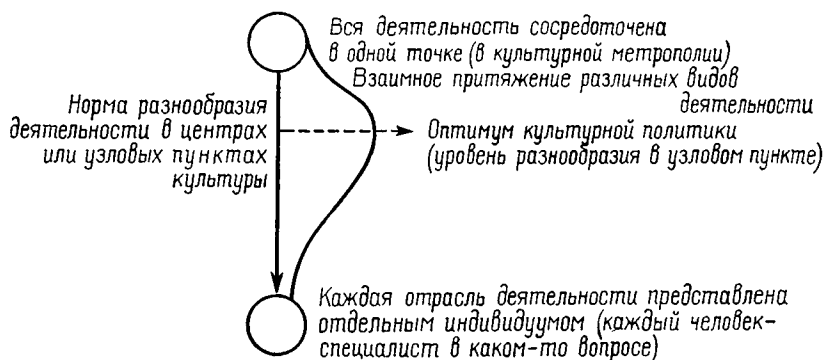 Вся деятельность сосредоточена
в одной точке (в культурной метрополии)
Взаимное притяжение различных видов
деятельности
Норма разнообразия
деятельности в центрах
или узловых пунктах
культуры
Оптимум культурной политики
(уровень разнообразия в узловом пункте)
Каждая отрасль деятельности представлена
отдельным индивидуумом (каждый человек-
специалист в каком-то вопросе)